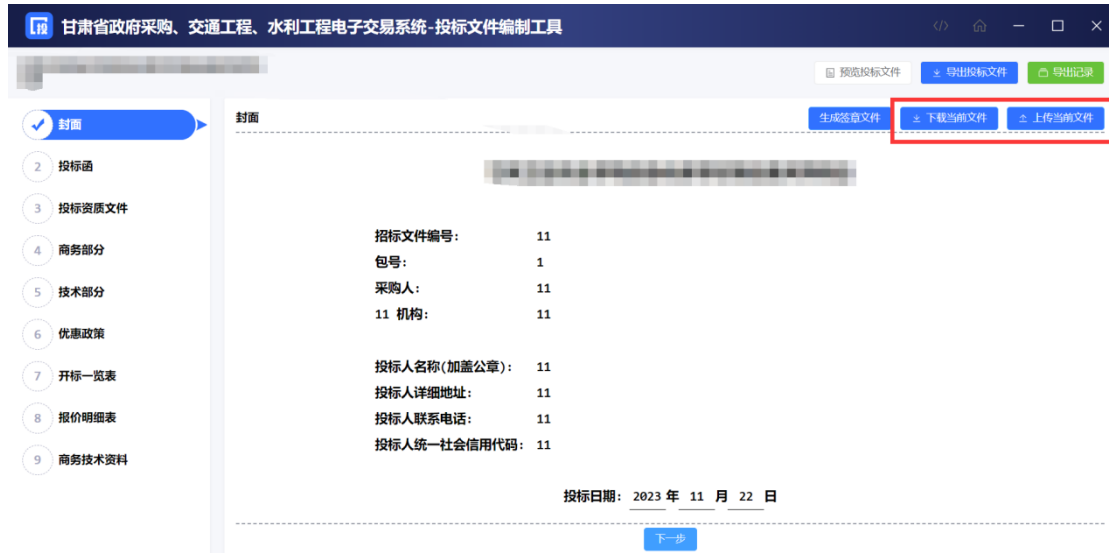 投 甘肃省政府采购、交通工程、水利工程电子交易系统-投标文件编制工具
预览投标文件 导出投标文件 导出记录
封面
2 投标函
3 投标资质文件
4 商务部分
5 技术部分
6 优惠政策
7 开标一览表
8 报价明细表
9 商务技术资料
封面 生成签章文件 下载当前文件 上传当前文件
招标文件编号: 11
包号: 1
采购人: 11
11 机构: 11
投标人名称(加盖公章): 11
投标人详细地址: 11
投标人联系电话: 11
投标人统一社会信用代码: 11
投标日期: 2023 年 11 月 22 日
下一步